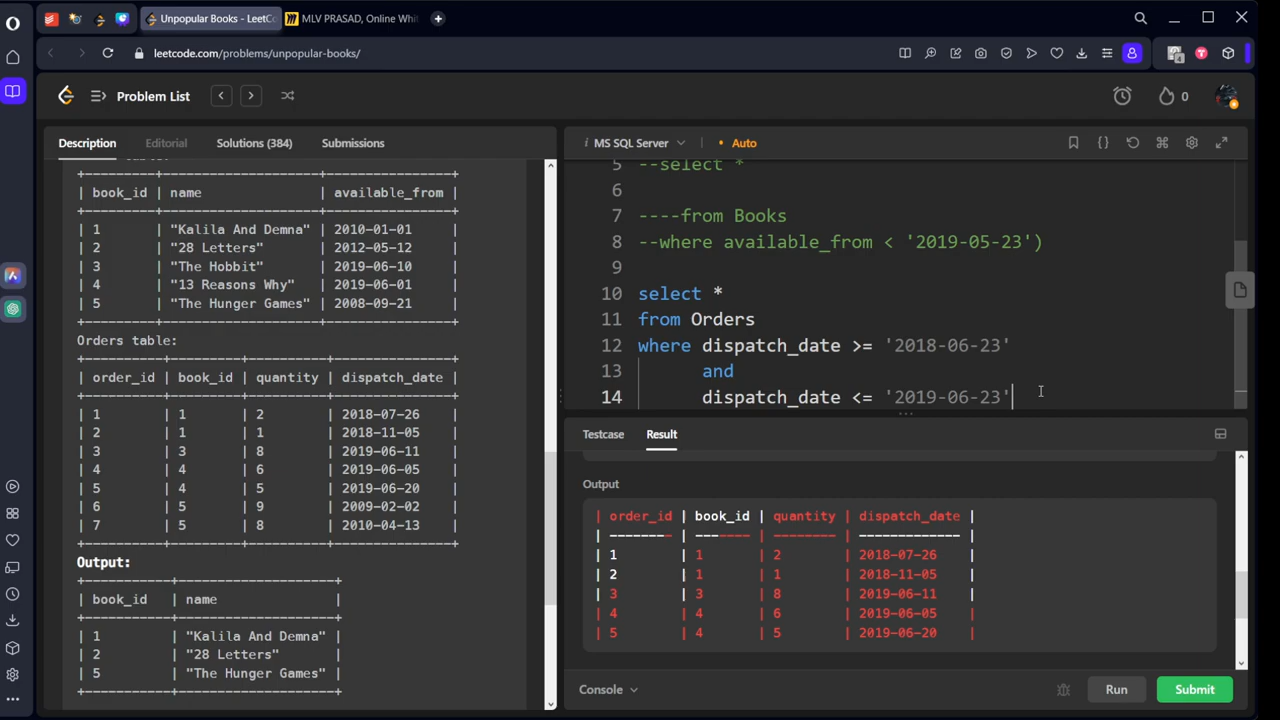 Unpopular Books - LeetCo
MLV PRASAD, Online Whit
leetcode.com/problems/unpopular-books/
4
Problem List
0
Description
Editorial
Solutions (384)
Submissions
+----------+--------------------+----------------+
| book_id | name | available_from |
+----------+--------------------+----------------+
| 1 | "Kalila And Demna" | 2010-01-01 |
| 2 | "28 Letters" | 2012-05-12 |
| 3 | "The Hobbit" | 2019-06-10 |
| 4 | "13 Reasons Why" | 2019-06-01 |
| 5 | "The Hunger Games" | 2008-09-21 |
+----------+--------------------+----------------+
Orders table:
+----------+---------+----------+---------------+
| order_id | book_id | quantity | dispatch_date |
+----------+---------+----------+---------------+
| 1 | 1 | 2 | 2018-07-26 |
| 2 | 1 | 1 | 2018-11-05 |
| 3 | 3 | 8 | 2019-06-11 |
| 4 | 4 | 6 | 2019-06-05 |
| 5 | 4 | 5 | 2019-06-20 |
| 6 | 5 | 9 | 2009-02-02 |
| 7 | 5 | 8 | 2010-04-13 |
+----------+---------+----------+---------------+
Output:
+----------+--------------------+
| book_id | name |
+----------+--------------------+
| 1 | "Kalila And Demna" |
| 2 | "28 Letters" |
| 5 | "The Hunger Games" |
+----------+--------------------+
i MS SQL Server
• Auto
5 --select *
6
7 ----from Books
8 --where available_from < '2019-05-23')
9
10 select *
11 from Orders
12 where dispatch_date >= '2018-06-23'
13 and
14 dispatch_date <= '2019-06-23'
Testcase
Result
Output
| order_id | book_id | quantity | dispatch_date |
| -------- | ------- | -------- | ------------- |
| 1 | 1 | 2 | 2018-07-26 |
| 2 | 1 | 1 | 2018-11-05 |
| 3 | 3 | 8 | 2019-06-11 |
| 4 | 4 | 6 | 2019-06-05 |
| 5 | 4 | 5 | 2019-06-20 |
Console
Run
Submit